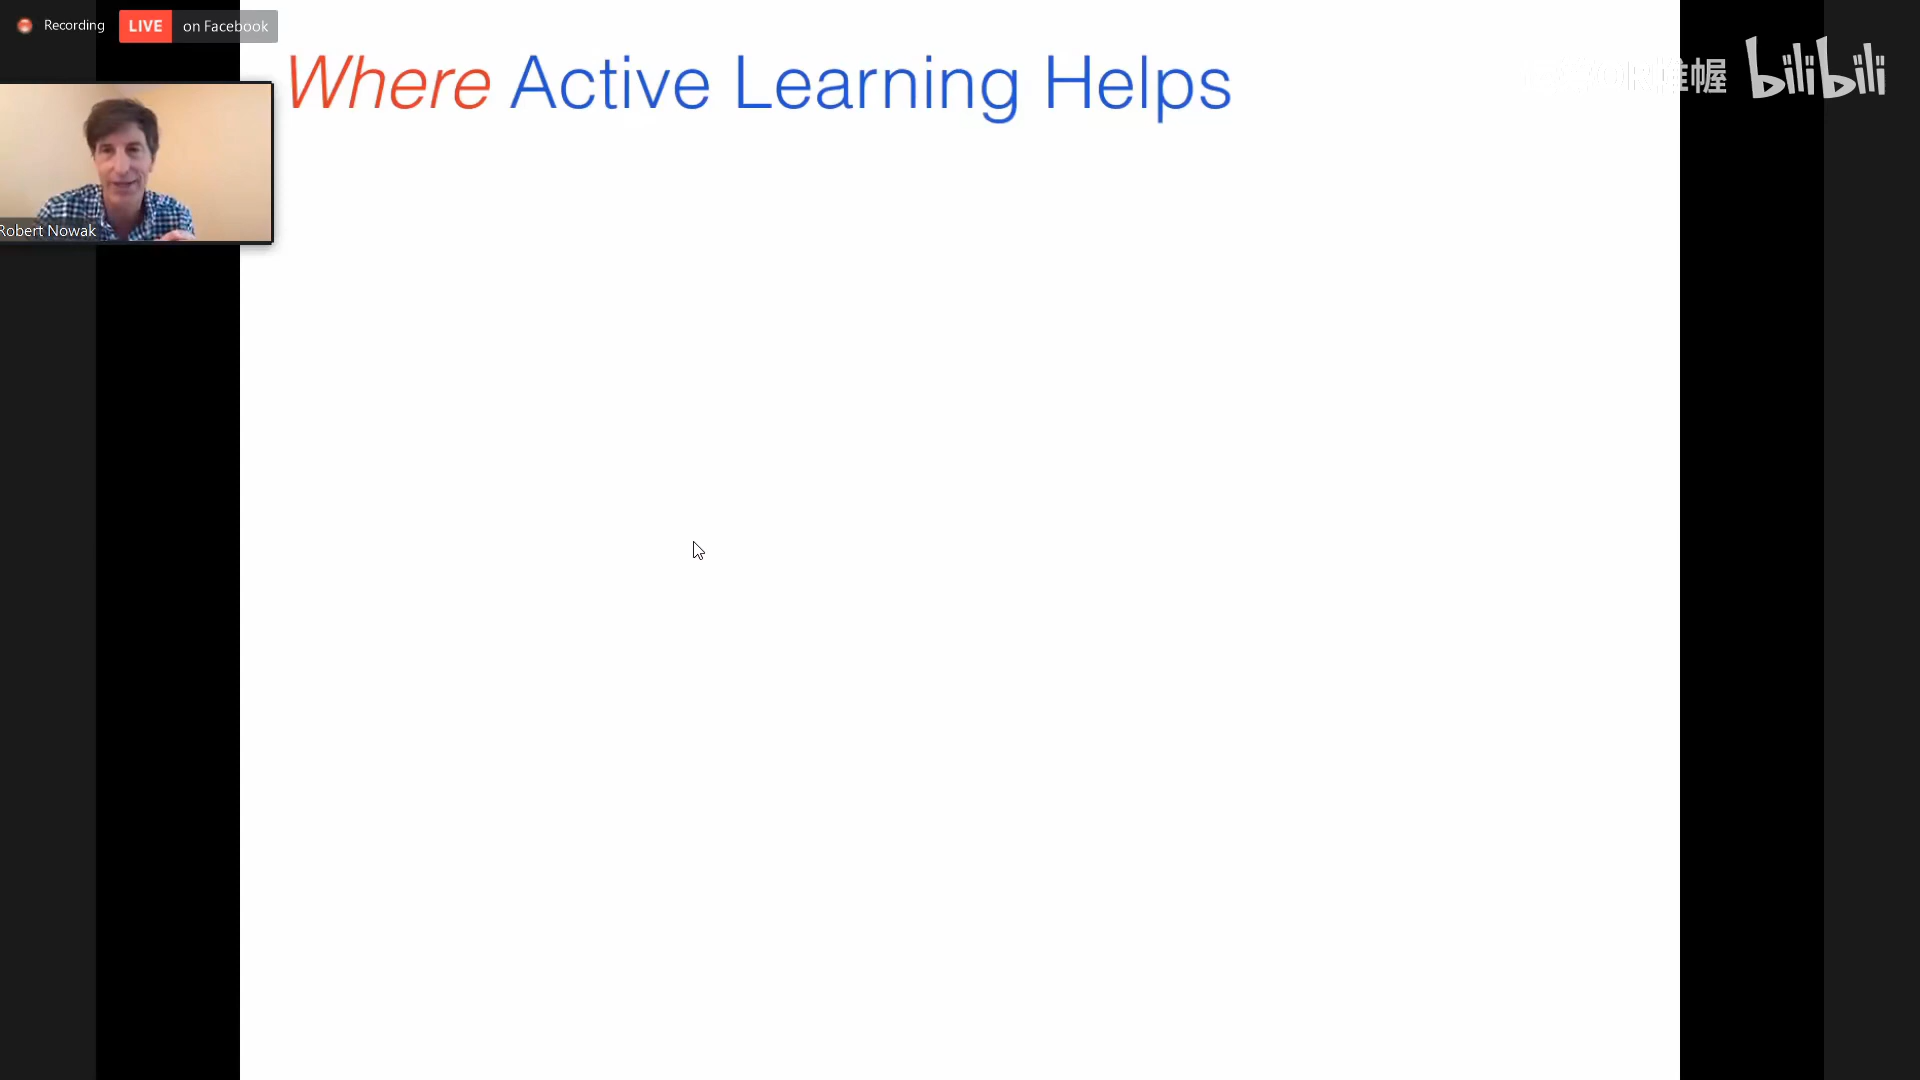 Recording
LIVE on Facebook
Where Active Learning Helps
bilibili
Robert Nowak